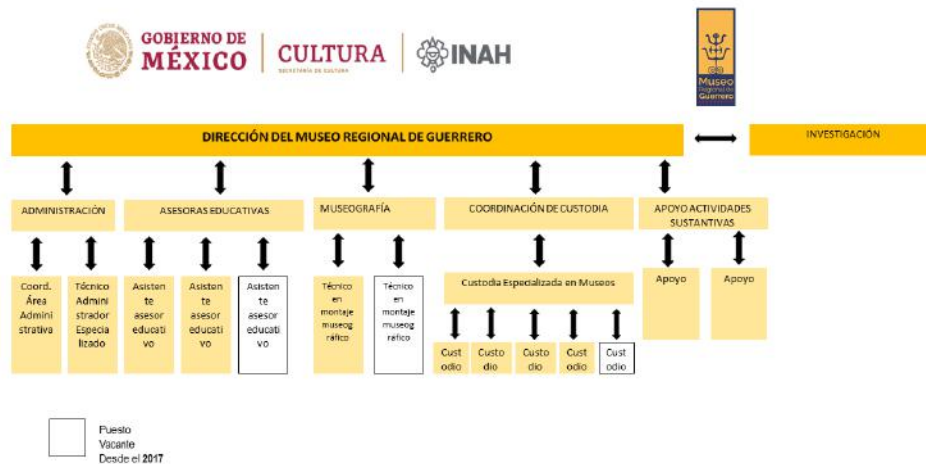 GOBIERNO DE
MÉXICO
CULTURA
SECRETARÍA DE CULTURA
INAH
Museo
Regional de
Guerrero
DIRECCIÓN DEL MUSEO REGIONAL DE GUERRERO
INVESTIGACIÓN
ADMINISTRACIÓN
ASESORAS EDUCATIVAS
MUSEOGRAFÍA
COORDINACIÓN DE CUSTODIA
APOYO ACTIVIDADES
SUSTANTIVAS
Coord.
Área
Admini
strativa
Técnico
Admini
strador
Especia
lizado
Asisten
te
asesor
educati
vo
Asisten
te
asesor
educati
vo
Asisten
te
asesor
educati
vo
Técnico
en
montaje
museog
ráfico
Técnico
en
montaje
museog
ráfico
Custodia Especializada en Museos
Cust
odio
Custo
dio
Custo
dio
Cust
odio
Cust
odio
Apoyo
Apoyo
Puesto
Vacante
Desde el 2017